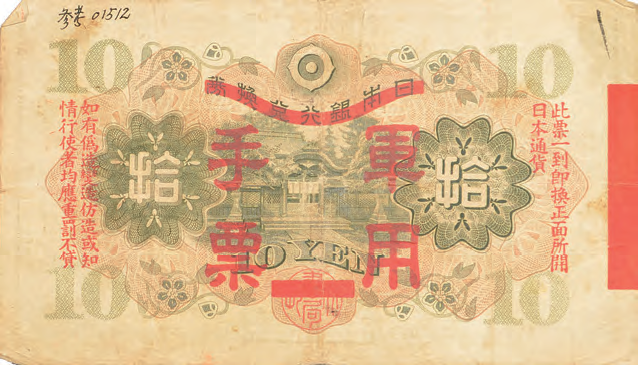 参考 01512
10
10
日本銀行兌換券
此票一到即換正面所開
日本通貨
軍用
手票
如有偽造變造仿造或知
情行使者均應重罰不貸
拾
拾
10 YEN
10
10